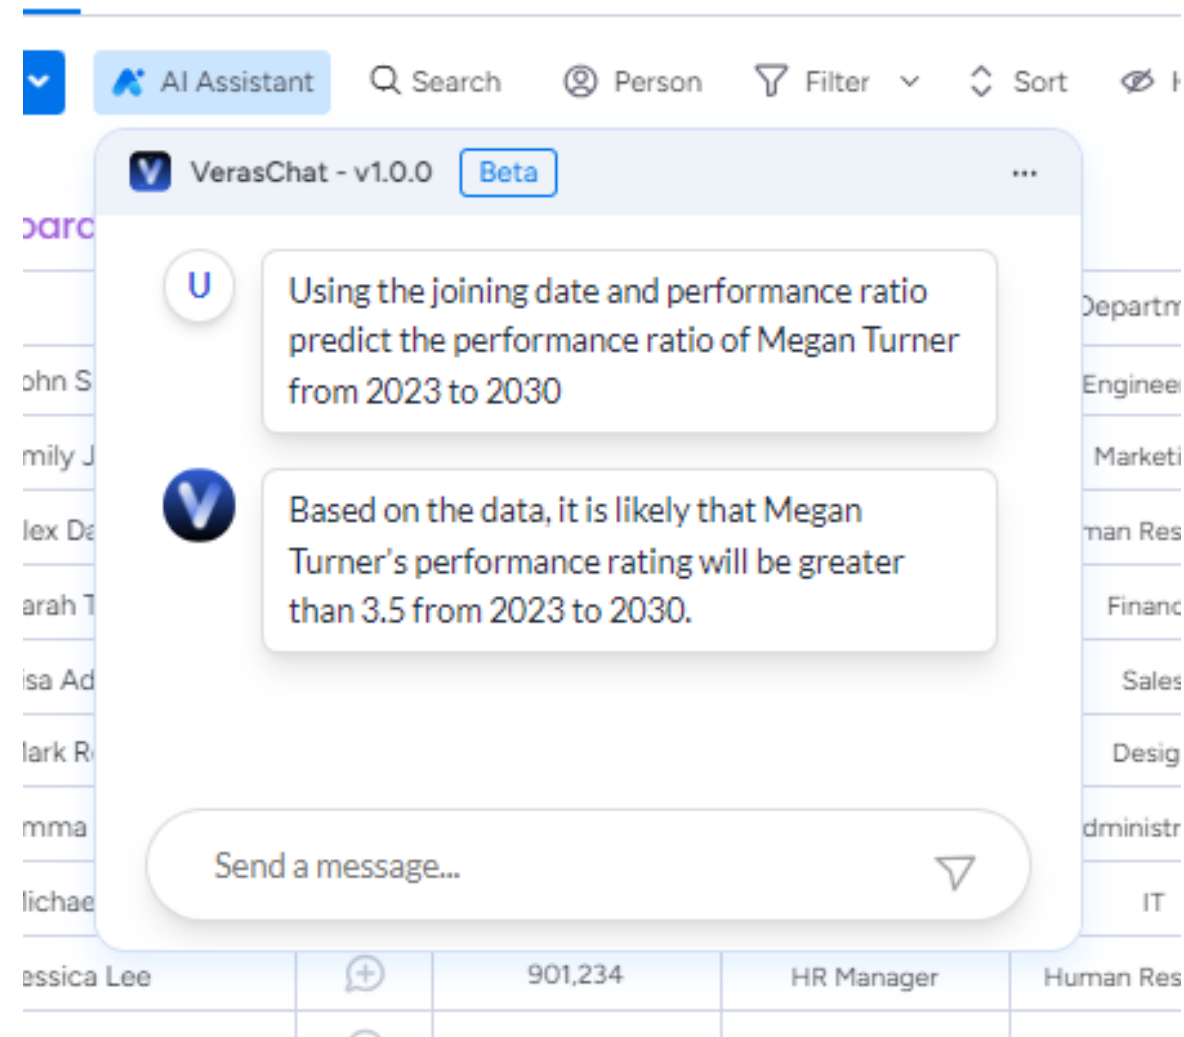 AI Assistant Search Person Filter Sort
VerasChat - v1.0.0 Beta ...
U
Using the joining date and performance ratio
predict the performance ratio of Megan Turner
from 2023 to 2030
V
Based on the data, it is likely that Megan
Turner's performance rating will be greater
than 3.5 from 2023 to 2030.
Sales
IT
Send a message...
Lee 901,234 HR Manager Human